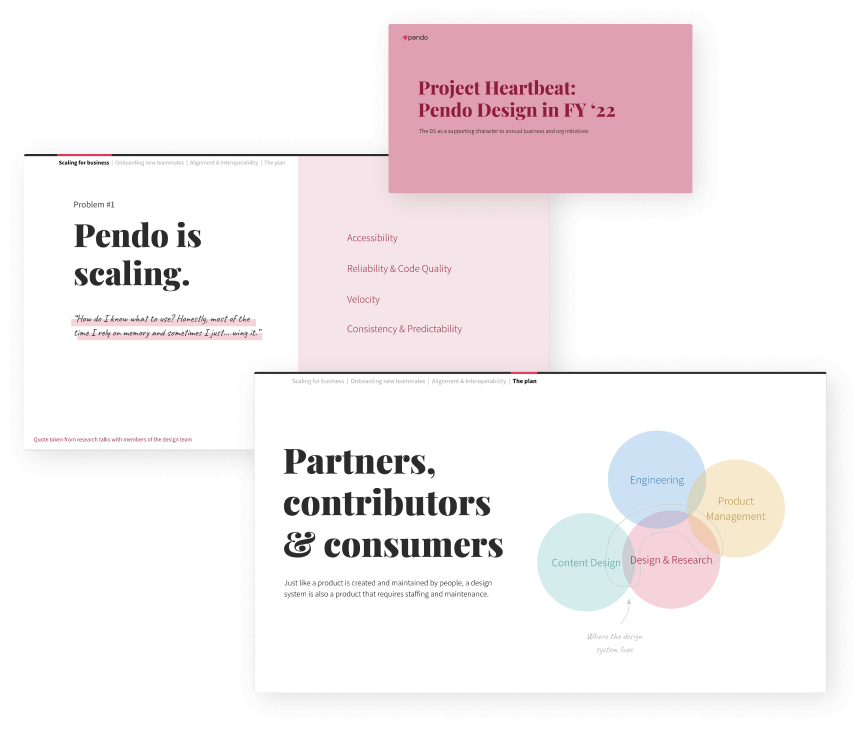 pendo
Project Heartbeat:
Pendo Design in FY ‘22
The DS as a supporting character to annual business and org initiatives
Scaling for business | Onboarding new teammates | Alignment & Interoperability | The plan
Problem #1
Pendo is
scaling.
“How do I know what to use? Honestly, most of the
time I rely on memory and sometimes I just... wing it.”
Accessibility
Reliability & Code Quality
Velocity
Consistency & Predictability
Quote taken from research talks with members of the design team
Scaling for business | Onboarding new teammates | Alignment & Interoperability | The plan
Partners,
contributors
& consumers
Just like a product is created and maintained by people, a design
system is also a product that requires staffing and maintenance.
Engineering
Product
Management
Content Design
Design & Research
Where the design
system lives